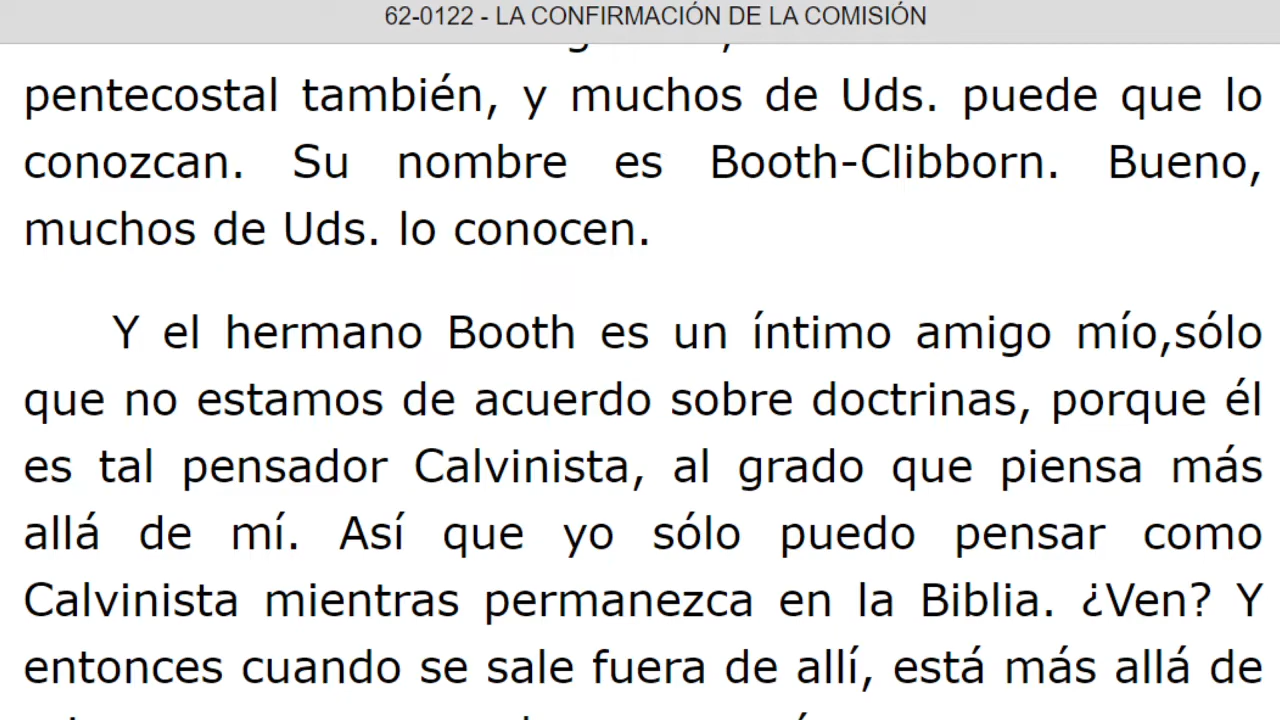 62-0122 - LA CONFIRMACIÓN DE LA COMISIÓN
pentecostal también, y muchos de Uds. puede que lo
conozcan. Su nombre es Booth-Clibborn. Bueno,
muchos de Uds. lo conocen.
Y el hermano Booth es un íntimo amigo mío,sólo
que no estamos de acuerdo sobre doctrinas, porque él
es tal pensador Calvinista, al grado que piensa más
allá de mí. Así que yo sólo puedo pensar como
Calvinista mientras permanezca en la Biblia. ¿Ven? Y
entonces cuando se sale fuera de allí, está más allá de